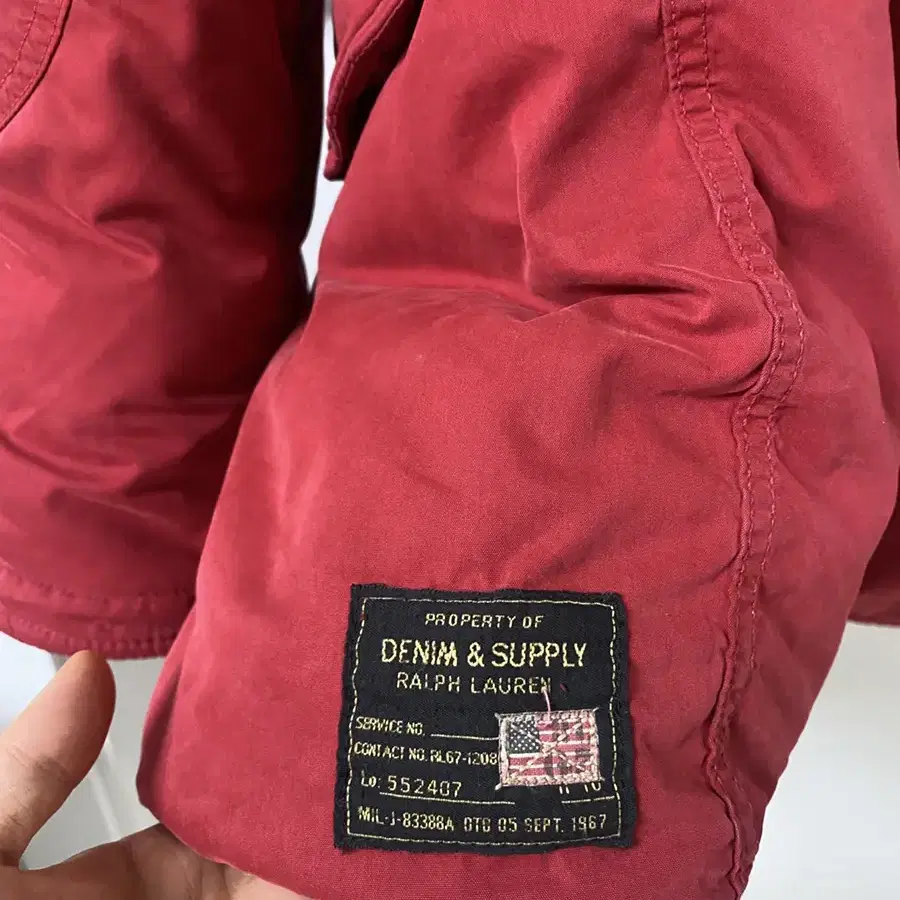 PROPERTY OF
DENIM & SUPPLY
RALPH LAUREN
SERVICE NO.
CONTACT NO. RL67-1208
Lo: 552407
MIL-J-83388A DTG 05 SEPT. 1967